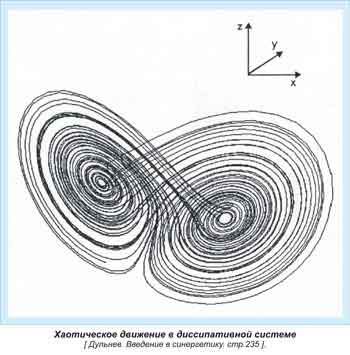 z
y
x
Хаотическое движение в диссипативной системе
[ Дульнев. Введение в синергетику. стр.235 ].